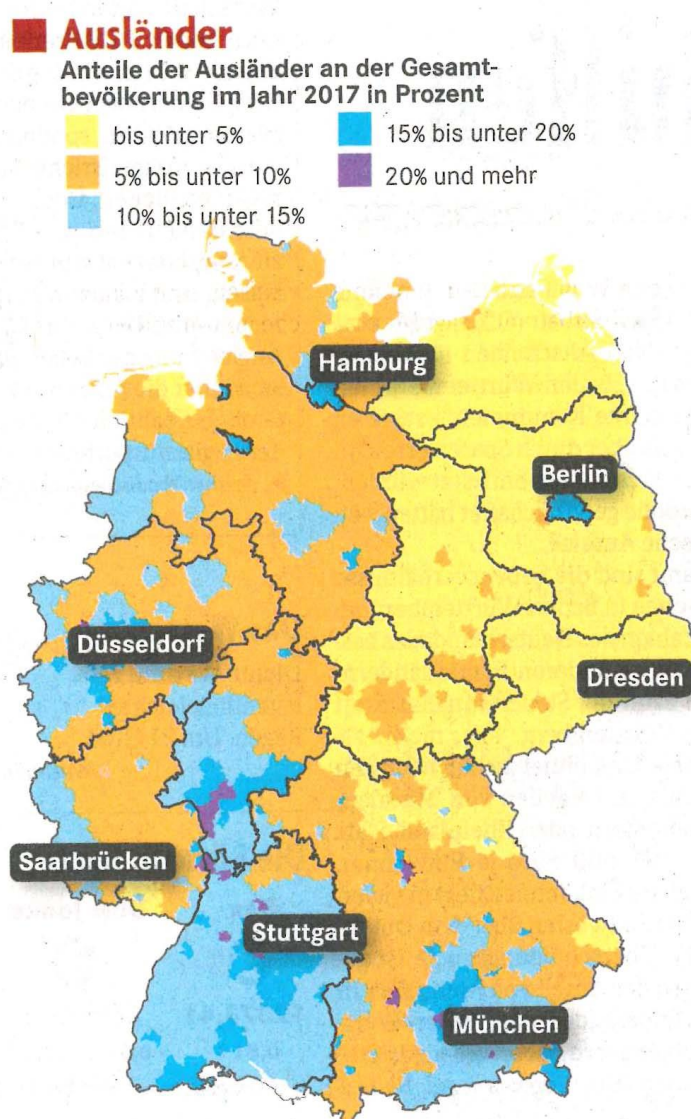 Ausländer
Anteile der Ausländer an der Gesamt-
bevölkerung im Jahr 2017 in Prozent
bis unter 5%
5% bis unter 10%
10% bis unter 15%
15% bis unter 20%
20% und mehr
Hamburg
Berlin
Düsseldorf
Dresden
Saarbrücken
Stuttgart
München